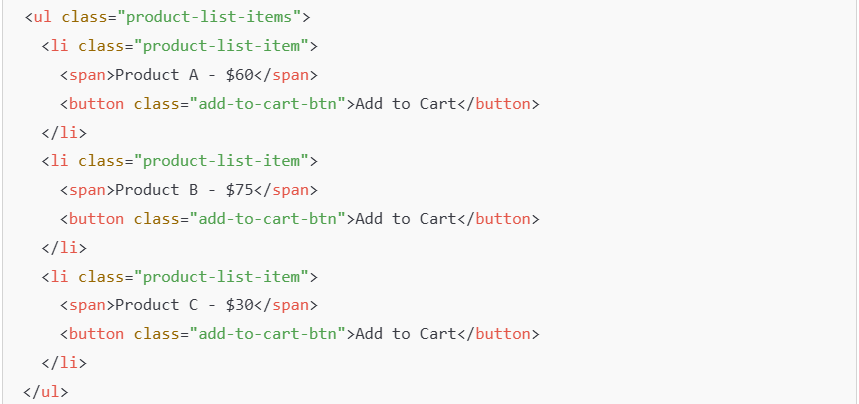 <ul class="product-list-items">
  <li class="product-list-item">
    <span>Product A - $60</span>
    <button class="add-to-cart-btn">Add to Cart</button>
  </li>
  <li class="product-list-item">
    <span>Product B - $75</span>
    <button class="add-to-cart-btn">Add to Cart</button>
  </li>
  <li class="product-list-item">
    <span>Product C - $30</span>
    <button class="add-to-cart-btn">Add to Cart</button>
  </li>
</ul>